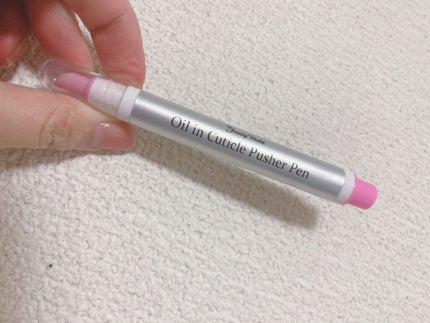 Oil in Cuticle Pusher Pen